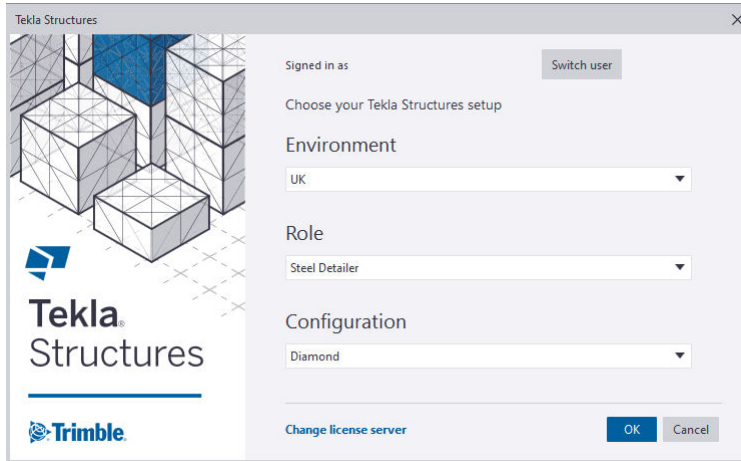 Tekla Structures
Signed in as
Switch user
Choose your Tekla Structures setup
Environment
UK
Role
Steel Detailer
Configuration
Diamond
Tekla®
Structures
Trimble.
Change license server
OK
Cancel